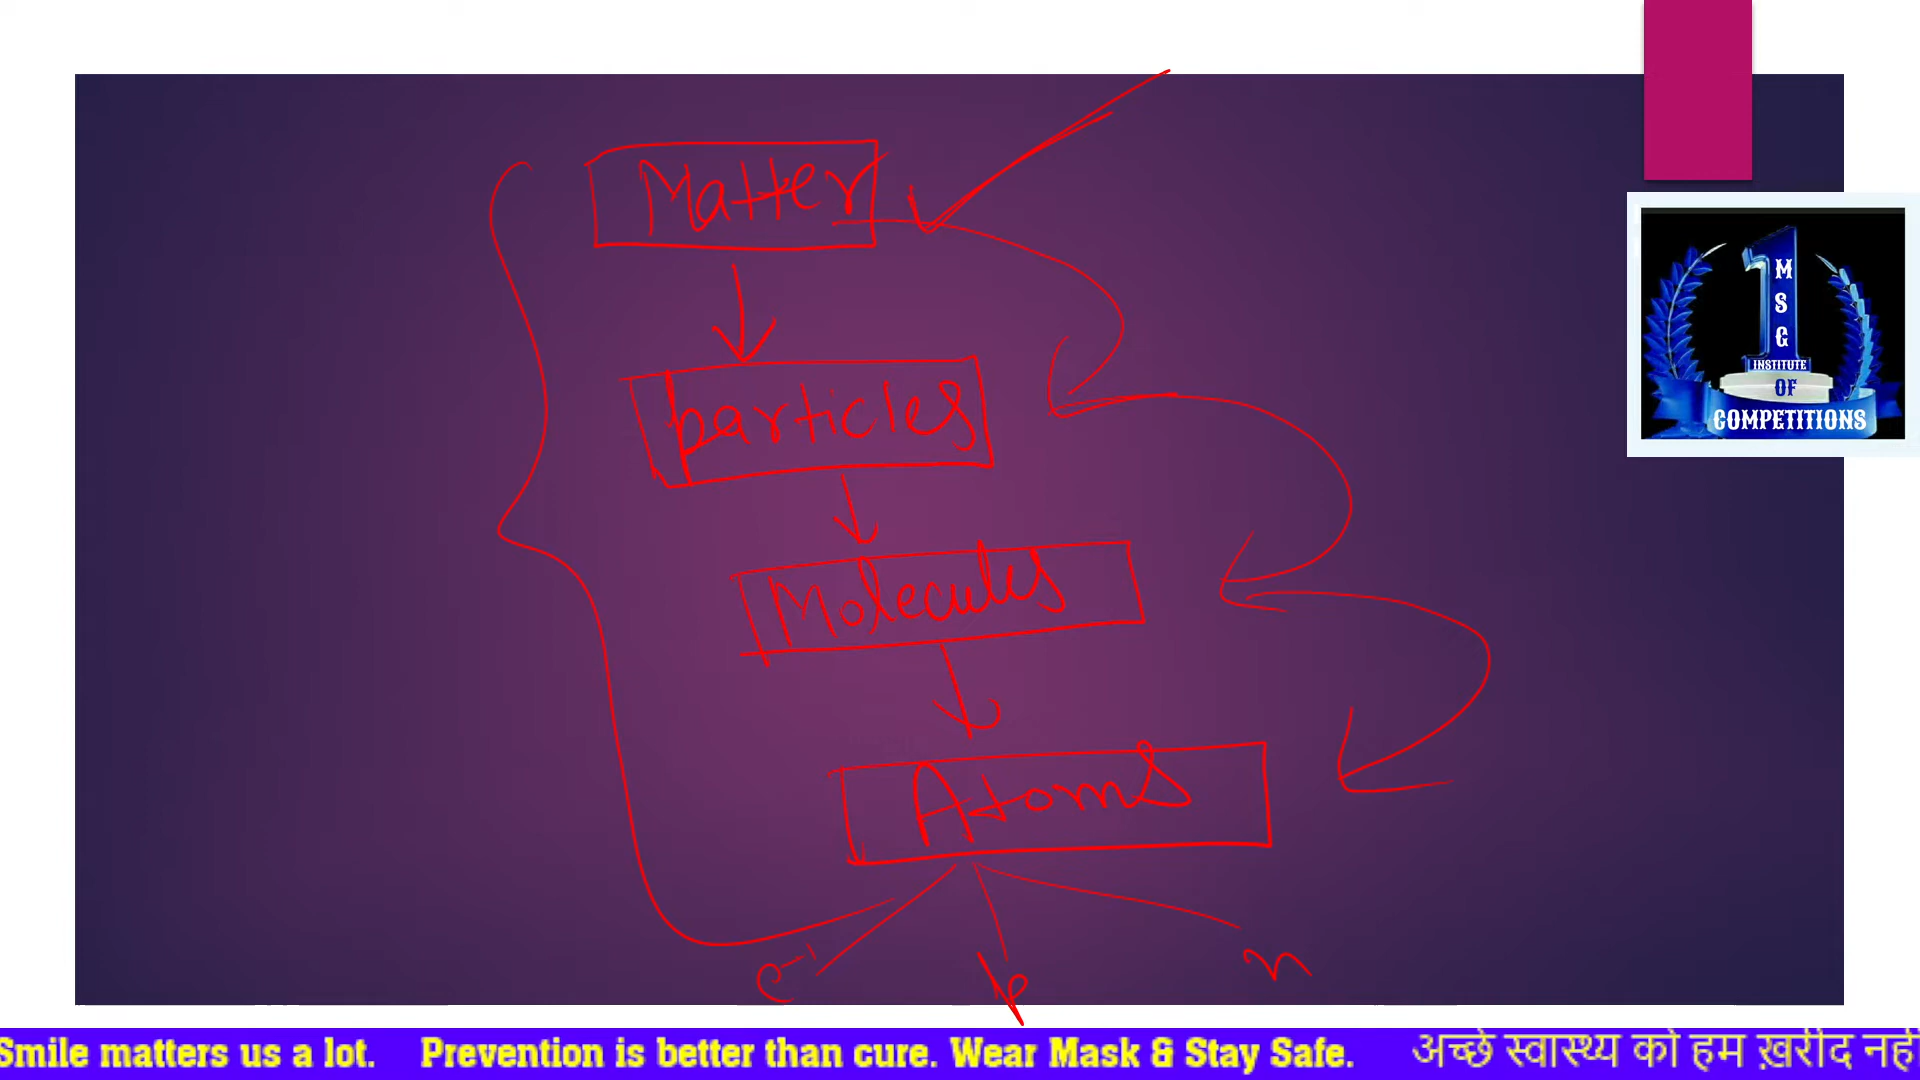 Matter
particles
Molecules
Atoms
e⁻¹ p n
M
S
G
INSTITUTE
OF
COMPETITIONS
Smile matters us a lot. Prevention is better than cure. Wear Mask & Stay Safe. अच्छे स्वास्थ्य को हम ख़रीद नही